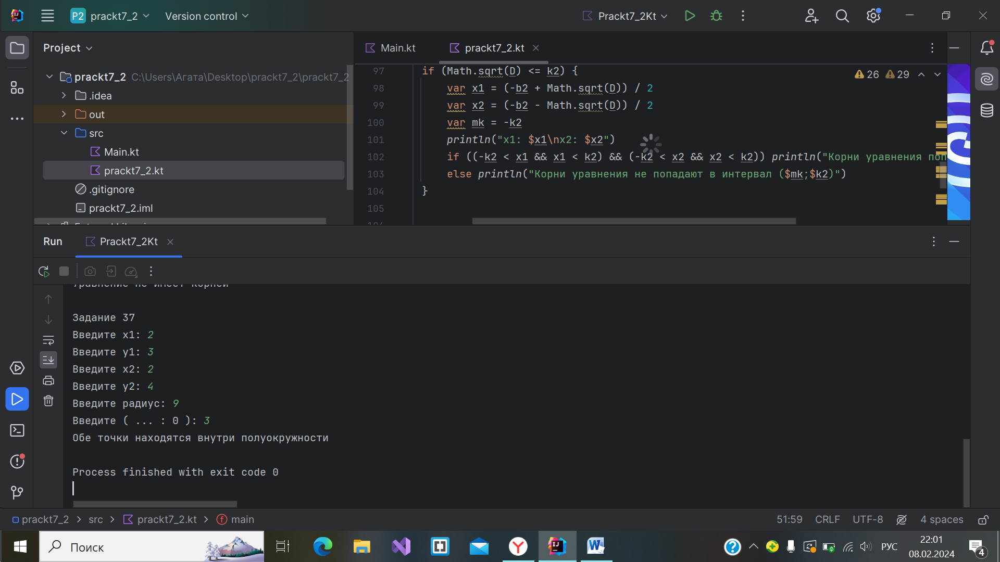 P2 prackt7_2 Version control Prackt7_2Kt
Project
prackt7_2 C:\Users\Агата\Desktop\prackt7_2\prackt7_2
.idea
out
src
Main.kt
prackt7_2.kt
.gitignore
prackt7_2.iml
Main.kt prackt7_2.kt
26 29
97 if (Math.sqrt(D) <= k2) {
98 var x1 = (-b2 + Math.sqrt(D)) / 2
99 var x2 = (-b2 - Math.sqrt(D)) / 2
100 var mk = -k2
101 println("x1: $x1\nx2: $x2")
102 if ((-k2 < x1 && x1 < k2) && (-k2 < x2 && x2 < k2)) println("Корни уравнения поп
103 else println("Корни уравнения не попадают в интервал ($mk;$k2)")
104 }
105
Run Prackt7_2Kt
Уравнение не имеет корней
Задание 37
Введите x1: 2
Введите y1: 3
Введите x2: 2
Введите y2: 4
Введите радиус: 9
Введите ( ... : 0 ): 3
Обе точки находятся внутри полуокружности
Process finished with exit code 0
prackt7_2 > src > prackt7_2.kt > main
51:59 CRLF UTF-8 4 spaces
Поиск
РУС
22:01
08.02.2024
4